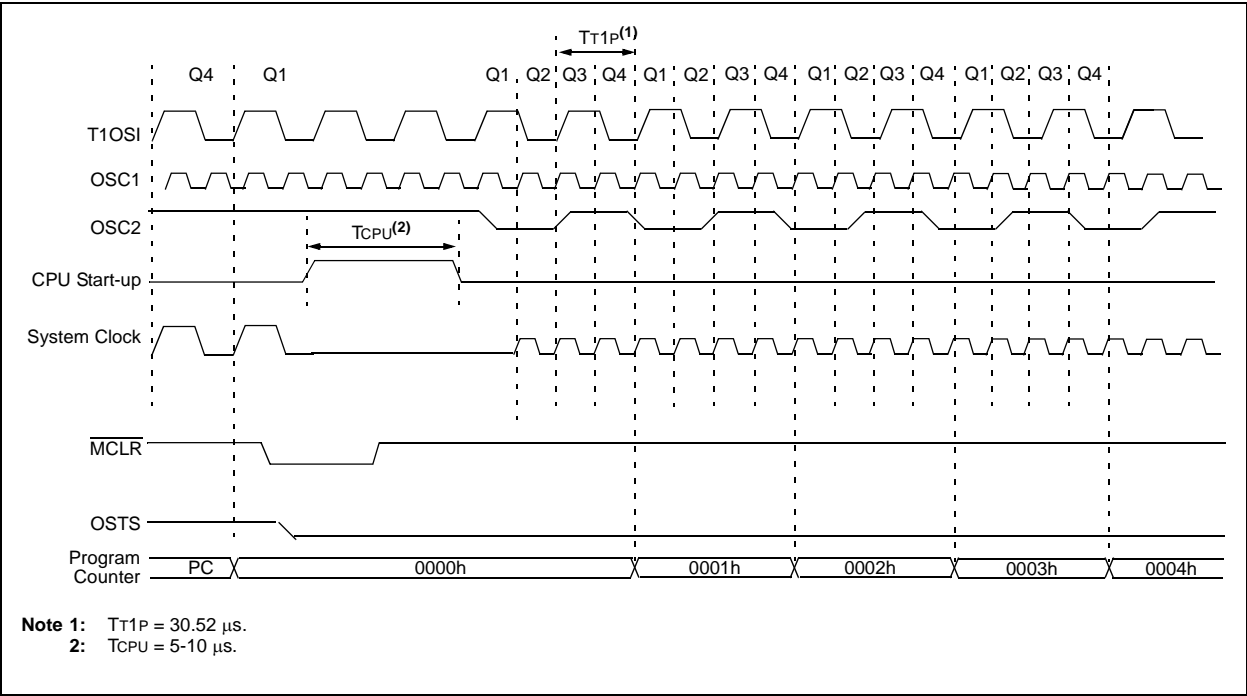 TT1P(1)
Q4 Q1 Q1 Q2 Q3 Q4 Q1 Q2 Q3 Q4 Q1 Q2 Q3 Q4 Q1 Q2 Q3 Q4
T1OSI
OSC1
OSC2
TCPU(2)
CPU Start-up
System Clock
MCLR
OSTS
Program
Counter
PC 0000h 0001h 0002h 0003h 0004h
Note 1: TT1P = 30.52 μs.
2: TCPU = 5-10 μs.